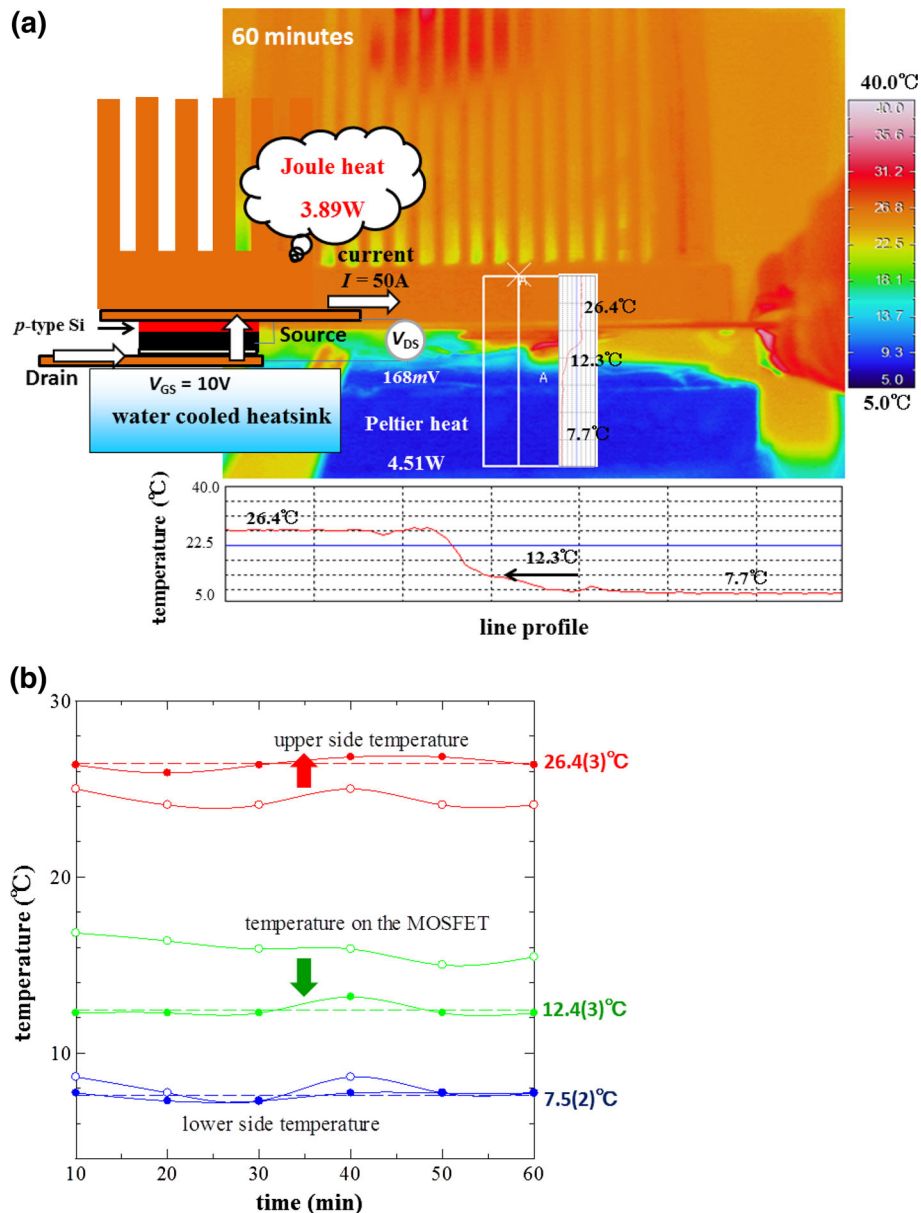 (a)
60 minutes
40.0℃
40.0
35.6
31.2
26.8
22.5
18.1
13.7
9.3
5.0
5.0℃
Joule heat
3.89W
current
I = 50A
p-type Si
Source
Drain
VDS
168mV
VGS = 10V
water cooled heatsink
Peltier heat
4.51W
A
26.4℃
12.3℃
A
7.7℃
temperature (℃)
40.0
22.5
5.0
26.4℃
12.3℃
7.7℃
line profile
(b)
temperature (℃)
30
20
10
upper side temperature
26.4(3)℃
temperature on the MOSFET
12.4(3)℃
7.5(2)℃
lower side temperature
10 20 30 40 50 60
time (min)